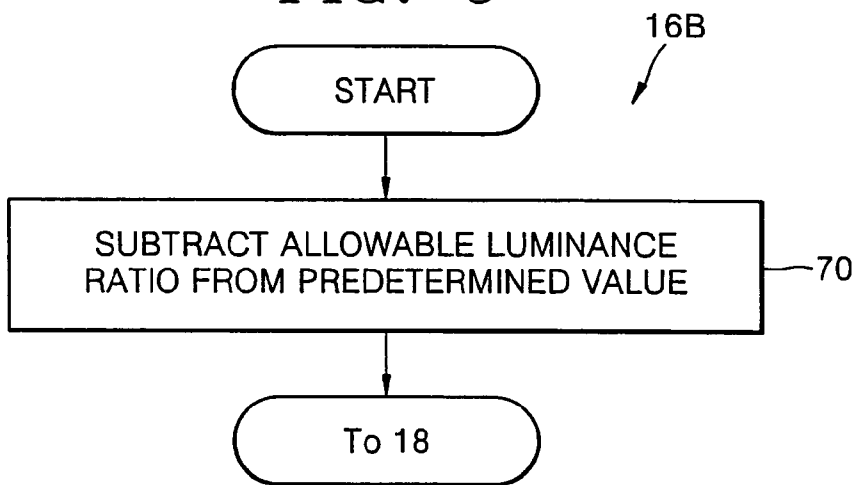 16B
START
SUBTRACT ALLOWABLE LUMINANCE
RATIO FROM PREDETERMINED VALUE
70
To 18